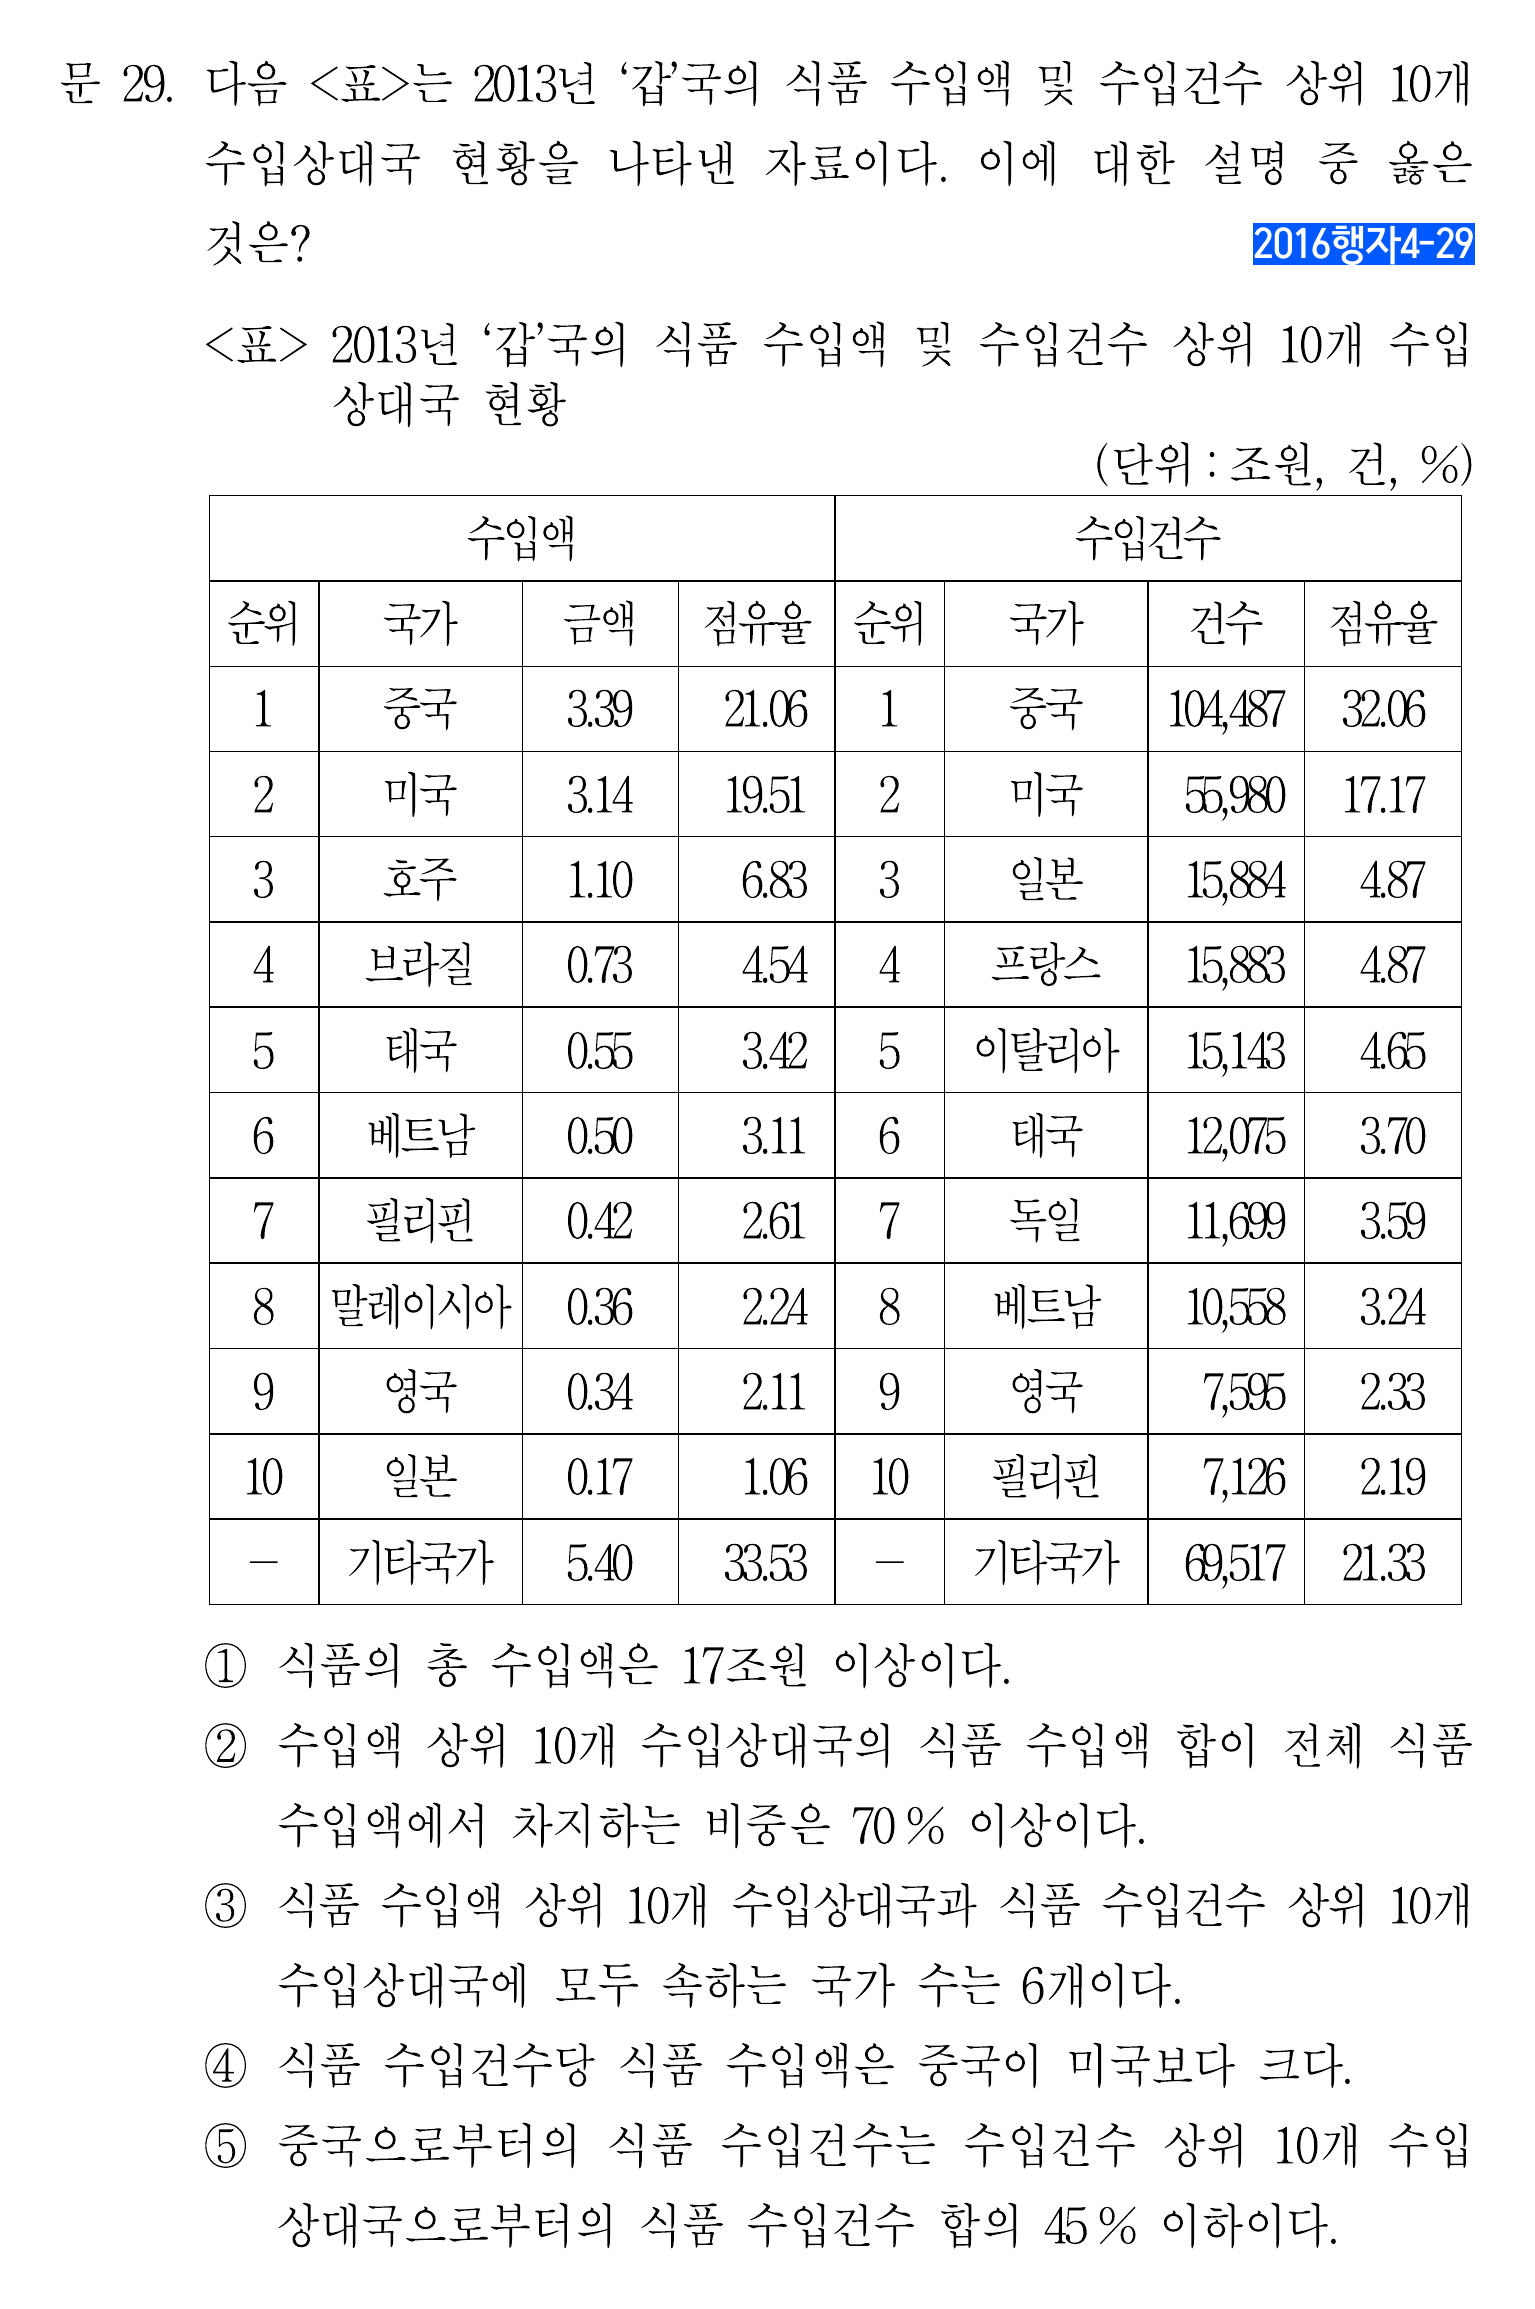 문 29. 다음 <표>는 2013년 ‘갑’국의 식품 수입액 및 수입건수 상위 10개
수입상대국 현황을 나타낸 자료이다. 이에 대한 설명 중 옳은
것은? 2016행자4-29
<표> 2013년 ‘갑’국의 식품 수입액 및 수입건수 상위 10개 수입
상대국 현황
(단위 : 조원, 건, %)
수입액 수입건수
순위 국가 금액 점유율 순위 국가 건수 점유율
1 중국 3.39 21.06 1 중국 104,487 32.06
2 미국 3.14 19.51 2 미국 55,980 17.17
3 호주 1.10 6.83 3 일본 15,884 4.87
4 브라질 0.73 4.54 4 프랑스 15,883 4.87
5 태국 0.55 3.42 5 이탈리아 15,143 4.65
6 베트남 0.50 3.11 6 태국 12,075 3.70
7 필리핀 0.42 2.61 7 독일 11,699 3.59
8 말레이시아 0.36 2.24 8 베트남 10,558 3.24
9 영국 0.34 2.11 9 영국 7,595 2.33
10 일본 0.17 1.06 10 필리핀 7,126 2.19
− 기타국가 5.40 33.53 − 기타국가 69,517 21.33
① 식품의 총 수입액은 17조원 이상이다.
② 수입액 상위 10개 수입상대국의 식품 수입액 합이 전체 식품
수입액에서 차지하는 비중은 70 % 이상이다.
③ 식품 수입액 상위 10개 수입상대국과 식품 수입건수 상위 10개
수입상대국에 모두 속하는 국가 수는 6개이다.
④ 식품 수입건수당 식품 수입액은 중국이 미국보다 크다.
⑤ 중국으로부터의 식품 수입건수는 수입건수 상위 10개 수입
상대국으로부터의 식품 수입건수 합의 45 % 이하이다.